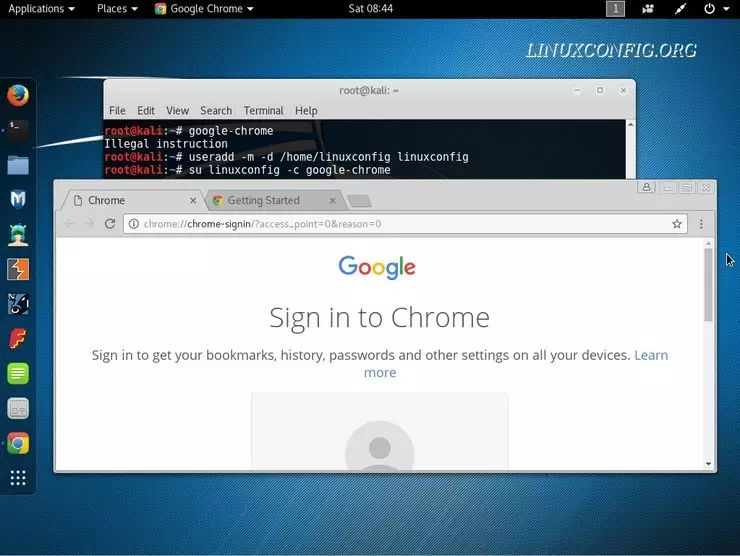 Applications Places Google Chrome Sat 08:44 1
LINUXCONFIG.ORG
root@kali: ~
File Edit View Search Terminal Help
root@kali:~# google-chrome
Illegal instruction
root@kali:~# useradd -m -d /home/linuxconfig linuxconfig
root@kali:~# su linuxconfig -c google-chrome
Chrome Getting Started
chrome://chrome-signin/?access_point=0&reason=0
Google
Sign in to Chrome
Sign in to get your bookmarks, history, passwords and other settings on all your devices. Learn
more